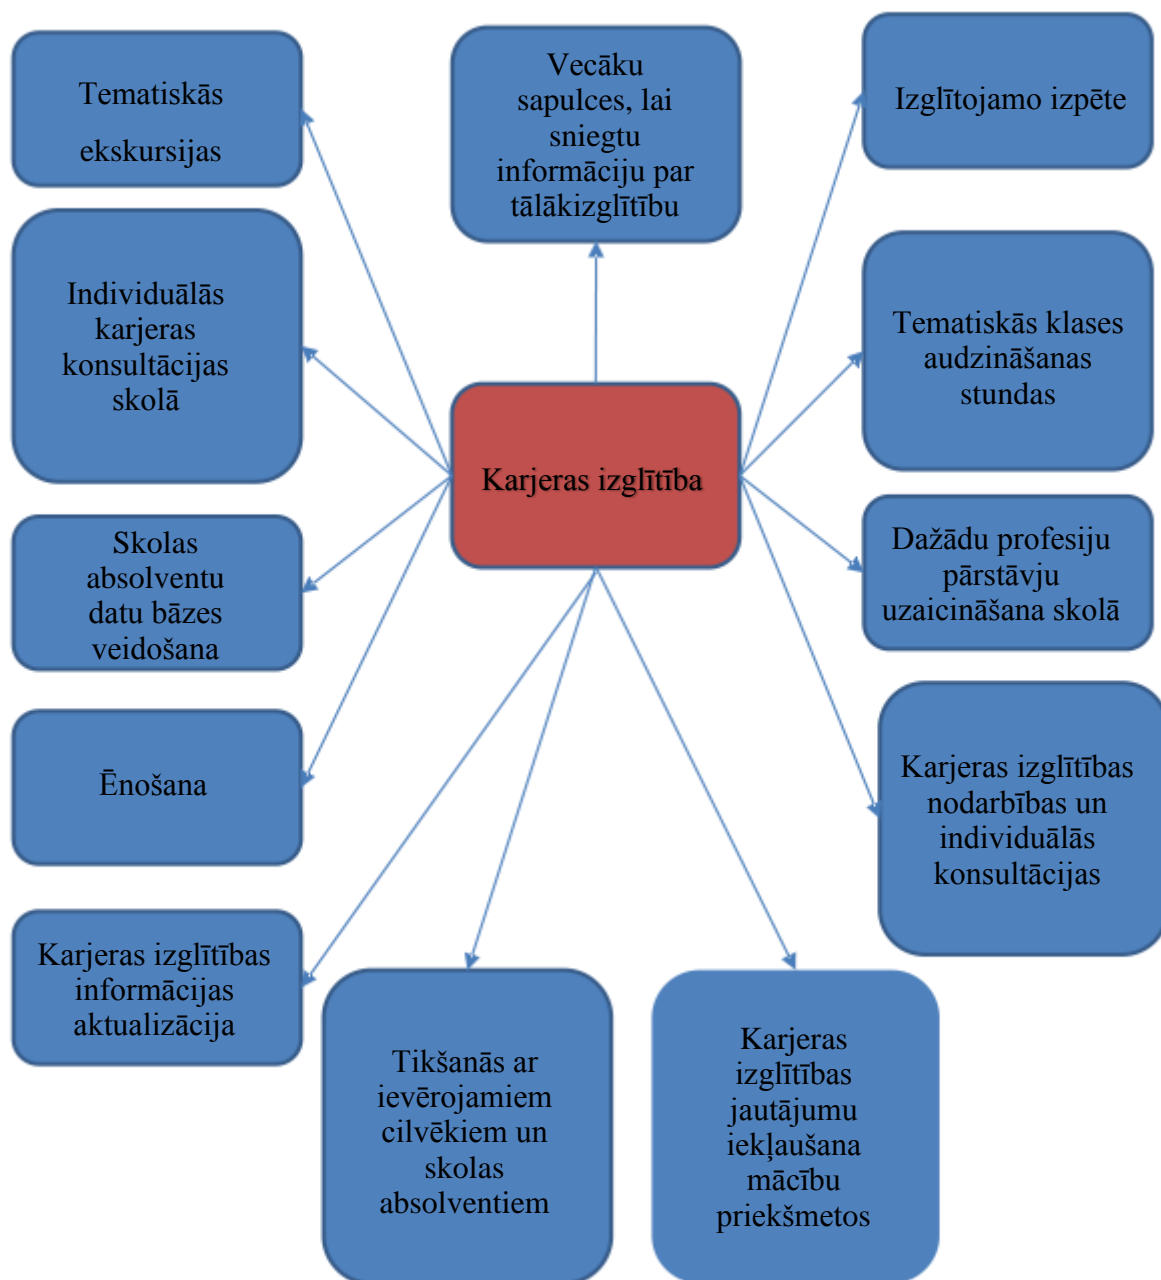 Tematiskās
ekskursijas
Vecāku
sapulces, lai
sniegtu
informāciju par
tālākizglītību
Izglītojamo izpēte
Individuālās
karjeras
konsultācijas
skolā
Tematiskās klases
audzināšanas
stundas
Karjeras izglītība
Skolas
absolventu
datu bāzes
veidošana
Dažādu profesiju
pārstāvju
uzaicināšana skolā
Ēnošana
Karjeras izglītības
nodarbības un
individuālās
konsultācijas
Karjeras izglītības
informācijas
aktualizācija
Tikšanās ar
ievērojamiem
cilvēkiem un
skolas
absolventiem
Karjeras
izglītības
jautājumu
iekļaušana
mācību
priekšmetos